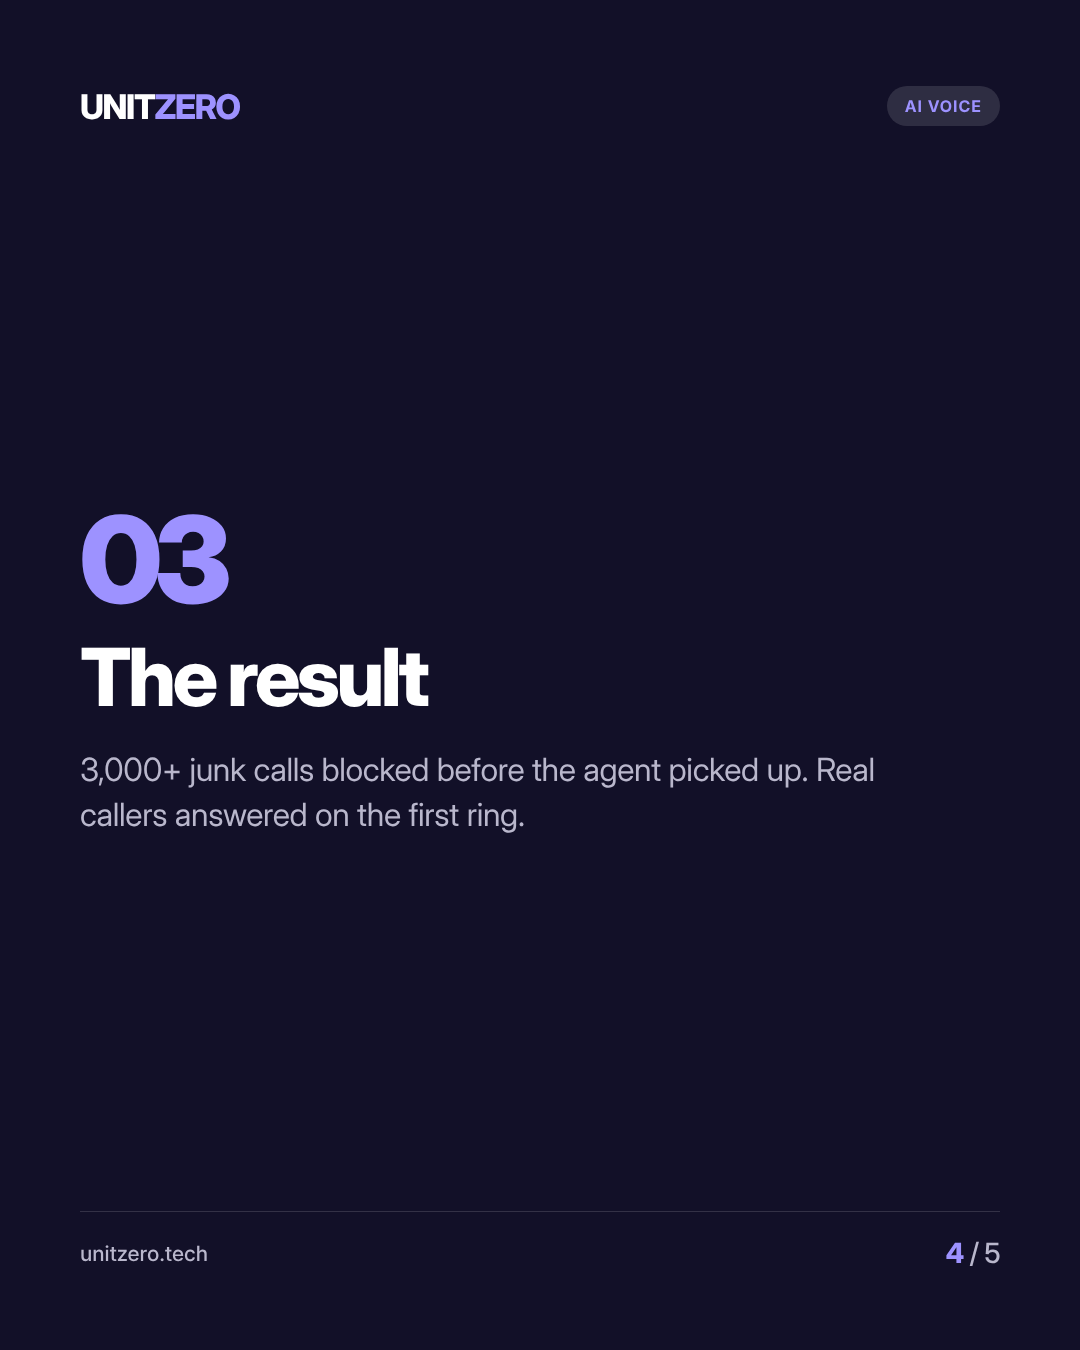 UNITZERO
AI VOICE
03
The result
3,000+ junk calls blocked before the agent picked up. Real
callers answered on the first ring.
unitzero.tech
4 / 5